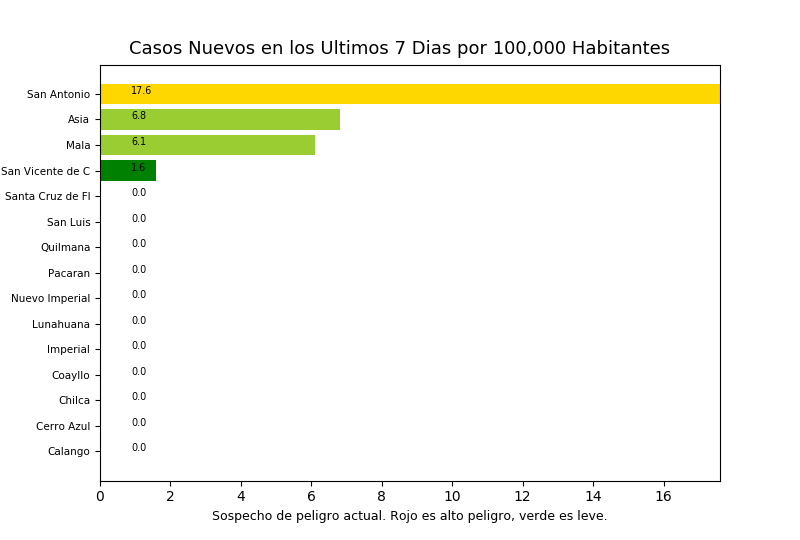 Casos Nuevos en los Ultimos 7 Dias por 100,000 Habitantes
San Antonio 17.6
Asia 6.8
Mala 6.1
San Vicente de C 1.6
Santa Cruz de Fl 0.0
San Luis 0.0
Quilmana 0.0
Pacaran 0.0
Nuevo Imperial 0.0
Lunahuana 0.0
Imperial 0.0
Coayllo 0.0
Chilca 0.0
Cerro Azul 0.0
Calango 0.0
0 2 4 6 8 10 12 14 16
Sospecho de peligro actual. Rojo es alto peligro, verde es leve.